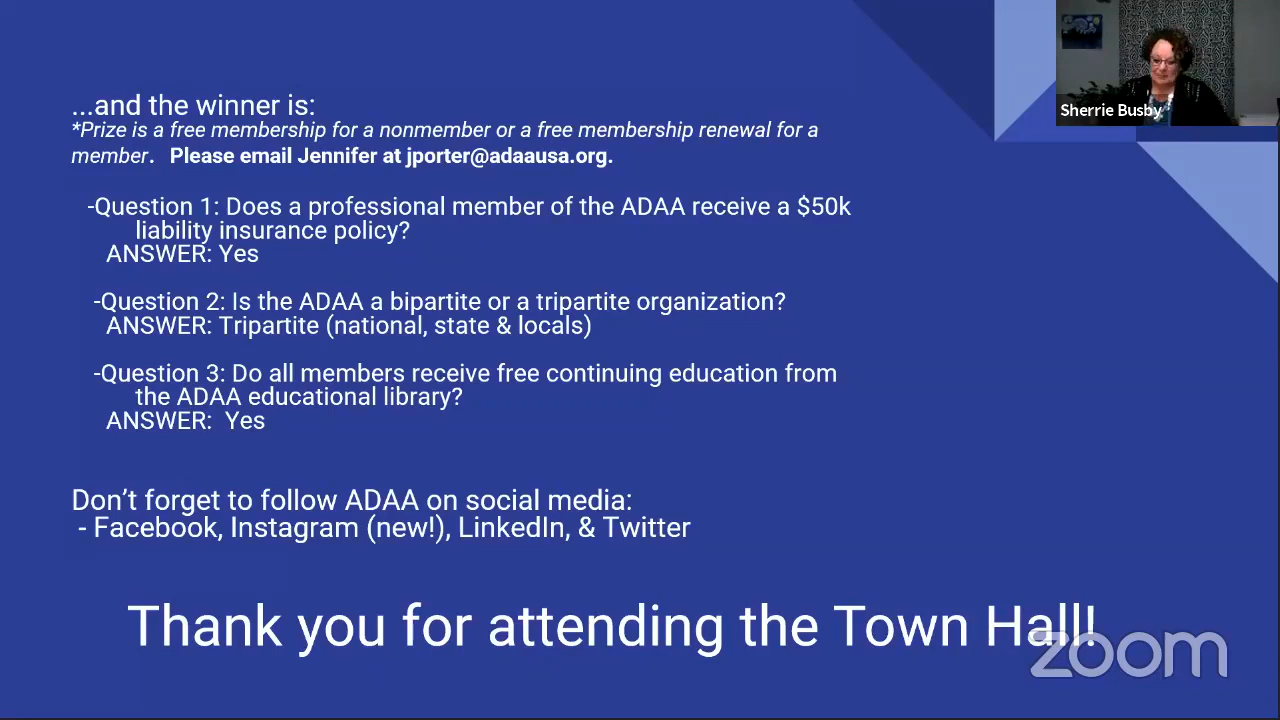 ...and the winner is:
*Prize is a free membership for a nonmember or a free membership renewal for a
member. Please email Jennifer at jporter@adaausa.org.
-Question 1: Does a professional member of the ADAA receive a $50k
liability insurance policy?
ANSWER: Yes
-Question 2: Is the ADAA a bipartite or a tripartite organization?
ANSWER: Tripartite (national, state & locals)
-Question 3: Do all members receive free continuing education from
the ADAA educational library?
ANSWER: Yes
Don't forget to follow ADAA on social media:
- Facebook, Instagram (new!), LinkedIn, & Twitter
Thank you for attending the Town Hall!
Sherrie Busby
zoom